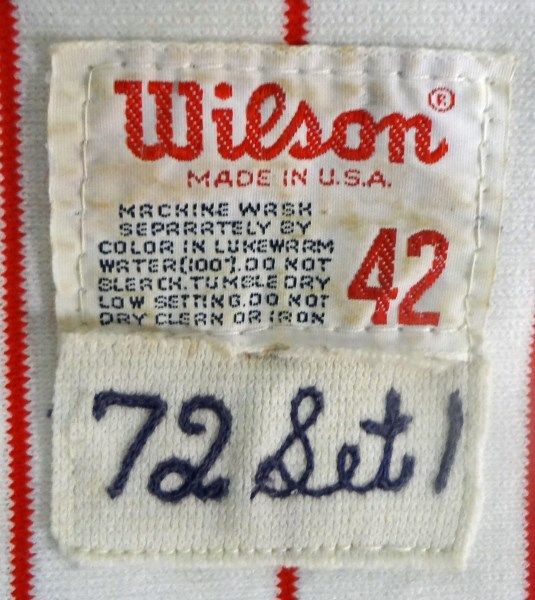 Wilson®
MADE IN U.S.A.
MACHINE WASH
SEPARATELY BY
COLOR IN LUKEWARM
WATER(100°).DO NOT
BLEACH.TUMBLE DRY
LOW SETTING.DO NOT
DRY CLEAN OR IRON
42
72 Set 1